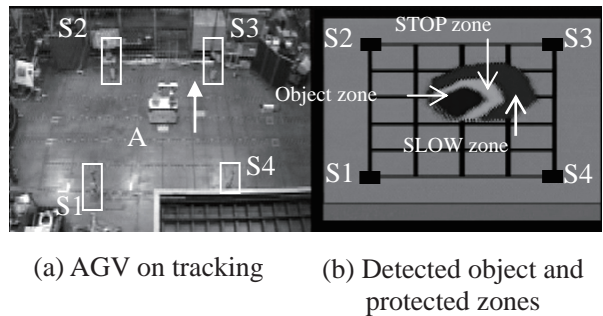 S2
S3
A
S1
S4
S2
STOP zone
S3
Object zone
SLOW zone
S1
S4
(a) AGV on tracking
(b) Detected object and
protected zones